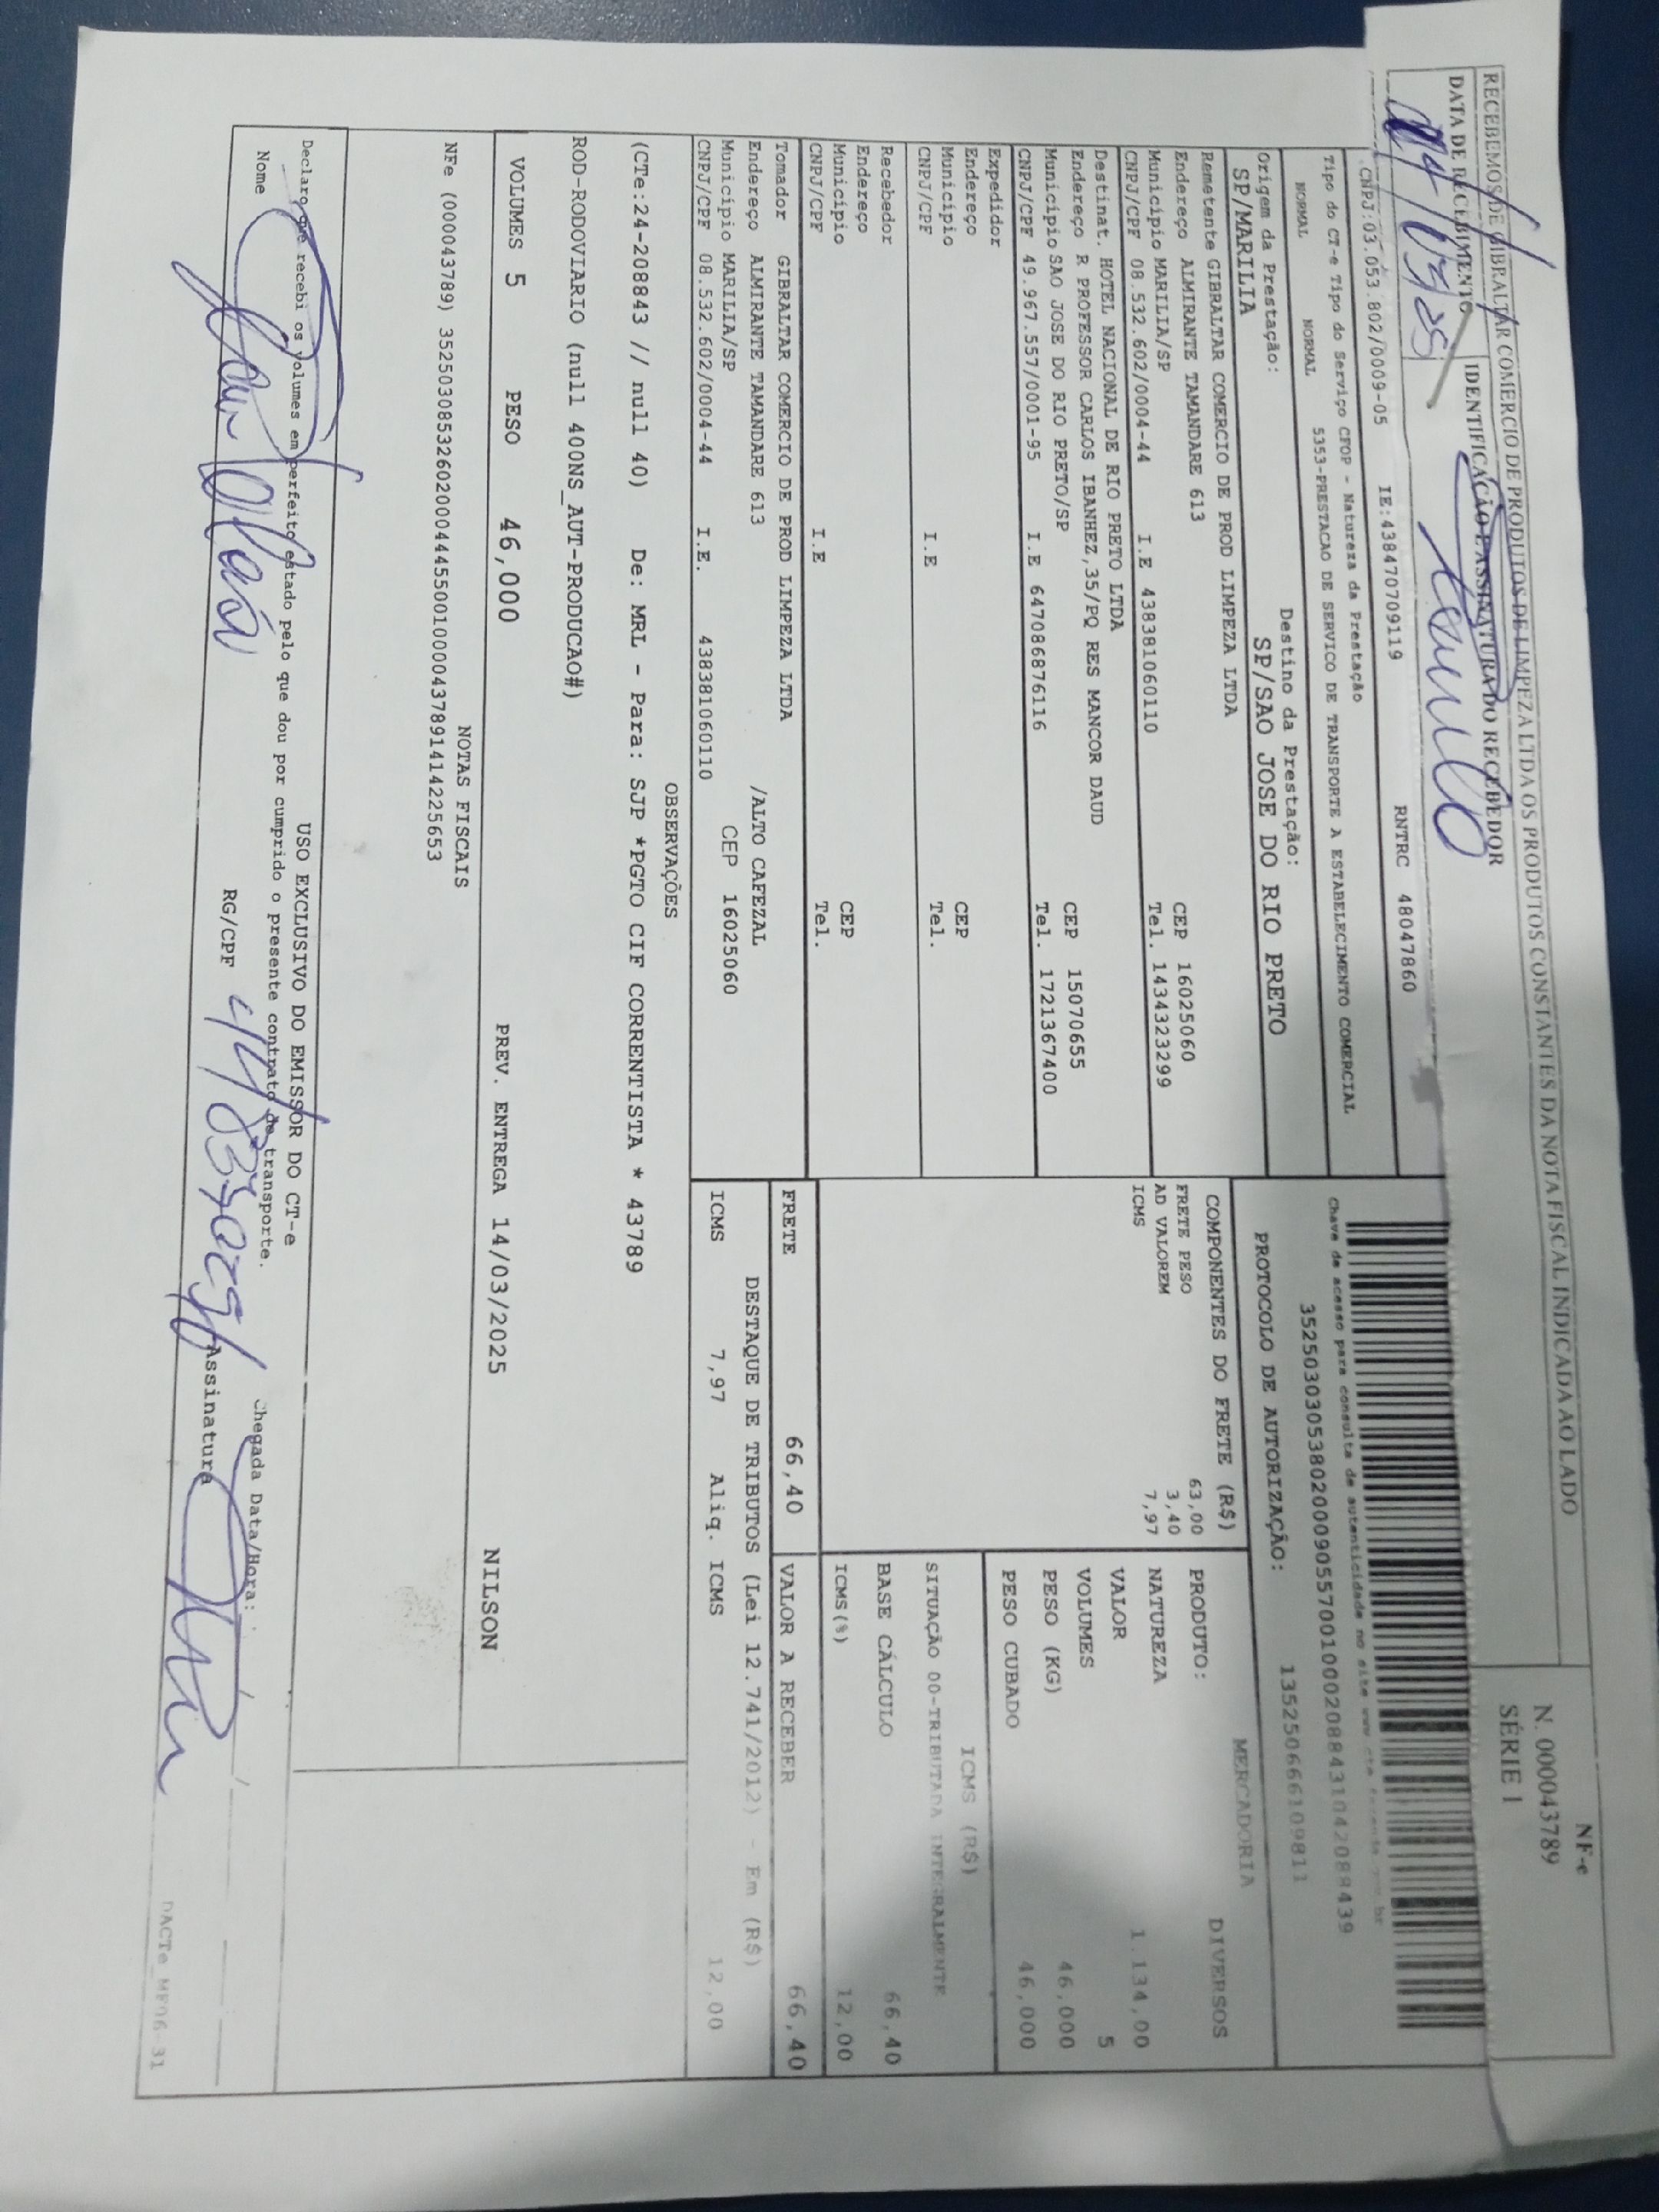 RECEBEMOS DE GIBRALTAR COMERCIO DE PRODUTOS DE LIMPEZA LTDA OS PRODUTOS CONSTANTES DA NOTA FISCAL INDICADA AO LADO
DATA DE RECEBIMENTO
IDENTIFICAÇÃO E ASSINATURA DO RECEBEDOR
NF-e
N. 000043789
SÉRIE 1
CNPJ:03.053.802/0009-05 IE:438470709119 RNTRC 48047860
Tipo do CT-e Tipo do Serviço CFOP - Natureza da Prestação
NORMAL NORMAL 5353-PRESTACAO DE SERVICO DE TRANSPORTE A ESTABELECIMENTO COMERCIAL
Chave de acesso para consulta de autenticidade no site
35250303053802000905570010002088431042088439
PROTOCOLO DE AUTORIZAÇÃO: 135250666109811
Origem da Prestação: Destino da Prestação:
SP/MARILIA SP/SAO JOSE DO RIO PRETO
Remetente GIBRALTAR COMERCIO DE PROD LIMPEZA LTDA
Endereço ALMIRANTE TAMANDARE 613 CEP 16025060
Município MARILIA/SP Tel. 1434323299
CNPJ/CPF 08.532.602/0004-44 I.E 438381060110
Destinat. HOTEL NACIONAL DE RIO PRETO LTDA
Endereço R PROFESSOR CARLOS IBANHEZ,35/PQ RES MANCOR DAUD
Município SAO JOSE DO RIO PRETO/SP CEP 15070655
CNPJ/CPF 49.967.557/0001-95 I.E 647086876116 Tel. 1721367400
Expedidor
Endereço
Município CEP
CNPJ/CPF I.E Tel.
Recebedor
Endereço
Município CEP
CNPJ/CPF I.E Tel.
Tomador GIBRALTAR COMERCIO DE PROD LIMPEZA LTDA
Endereço ALMIRANTE TAMANDARE 613 /ALTO CAFEZAL
Município MARILIA/SP CEP 16025060
CNPJ/CPF 08.532.602/0004-44 I.E. 438381060110
COMPONENTES DO FRETE (R$)
FRETE PESO 63,00
AD VALOREM 3,40
ICMS 7,97
MERCADORIA
PRODUTO: DIVERSOS
NATUREZA
VALOR 1.134,00
VOLUMES 5
PESO (KG) 46,000
PESO CUBADO 46,000
ICMS (R$)
SITUAÇÃO 00-TRIBUTADA INTEGRALMENTE
BASE CÁLCULO 66,40
ICMS(%) 12,00
FRETE 66,40 VALOR A RECEBER 66,40
DESTAQUE DE TRIBUTOS (Lei 12.741/2012) - Em (R$)
ICMS 7,97 Aliq. ICMS 12,00
OBSERVAÇÕES
(CTe:24-208843 // null 40) De: MRL - Para: SJP *PGTO CIF CORRENTISTA * 43789
ROD-RODOVIARIO (null 400NS_AUT-PRODUCAO#)
VOLUMES 5 PESO 46,000 PREV. ENTREGA 14/03/2025 NILSON
NOTAS FISCAIS
NFe (000043789) 35250308532602000444550010000437891414225653
USO EXCLUSIVO DO EMISSOR DO CT-e
Declaro que recebi os volumes em perfeito estado pelo que dou por cumprido o presente contrato de transporte.
Chegada Data/Hora:
Nome RG/CPF Assinatura
DACTe_MF06-31